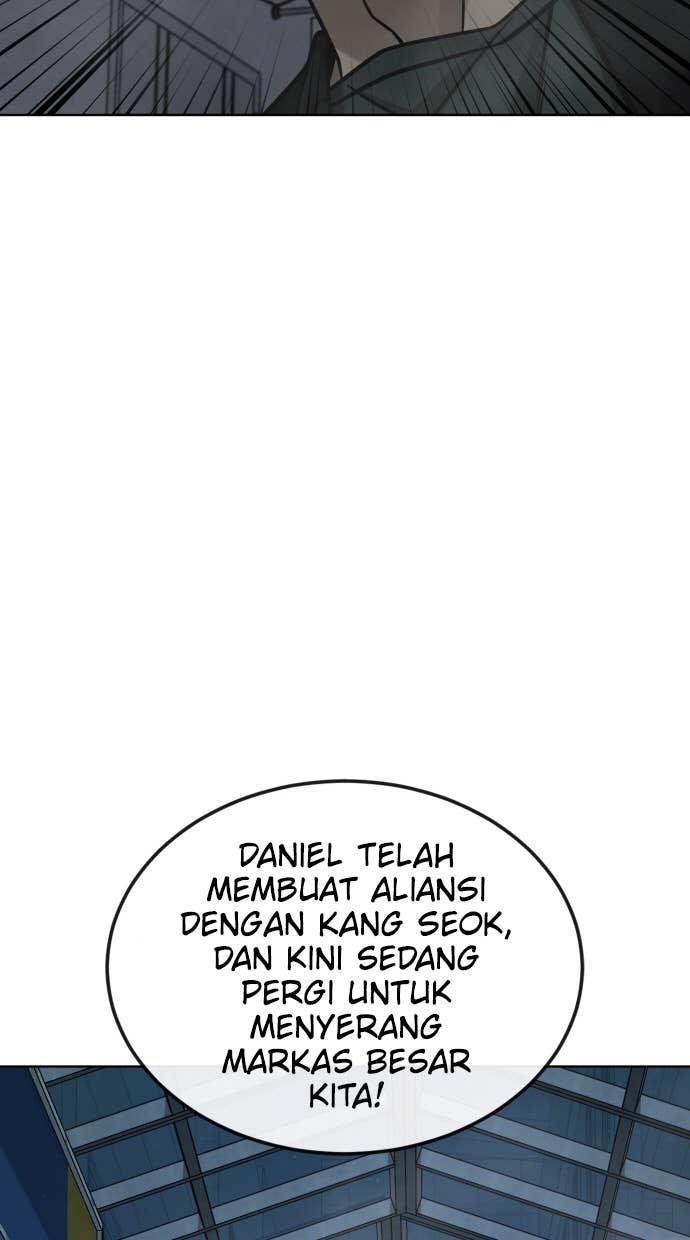 DANIEL TELAH
MEMBUAT ALIANSI
DENGAN KANG SEOK,
DAN KINI SEDANG
PERGI UNTUK
MENYERANG
MARKAS BESAR
KITA!